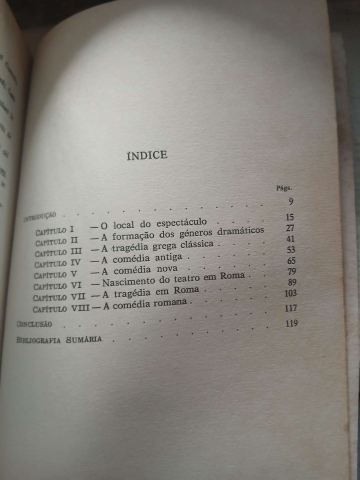 INDICE
Págs.
INTRODUÇÃO . . . . . . . . . . . . 9
CAPÍTULO I — O local do espectáculo . . . . 15
CAPÍTULO II — A formação dos géneros dramáticos 27
CAPÍTULO III — A tragédia grega clássica . . . . 41
CAPÍTULO IV — A comédia antiga . . . . . . 53
CAPÍTULO V — A comédia nova . . . . . . 65
CAPÍTULO VI — Nascimento do teatro em Roma . . 79
CAPÍTULO VII — A tragédia em Roma . . . . . 89
CAPÍTULO VIII — A comédia romana . . . . . . 103
CONCLUSÃO . . . . . . . . . . . . 117
BIBLIOGRAFIA SUMÁRIA . . . . . . . . . 119